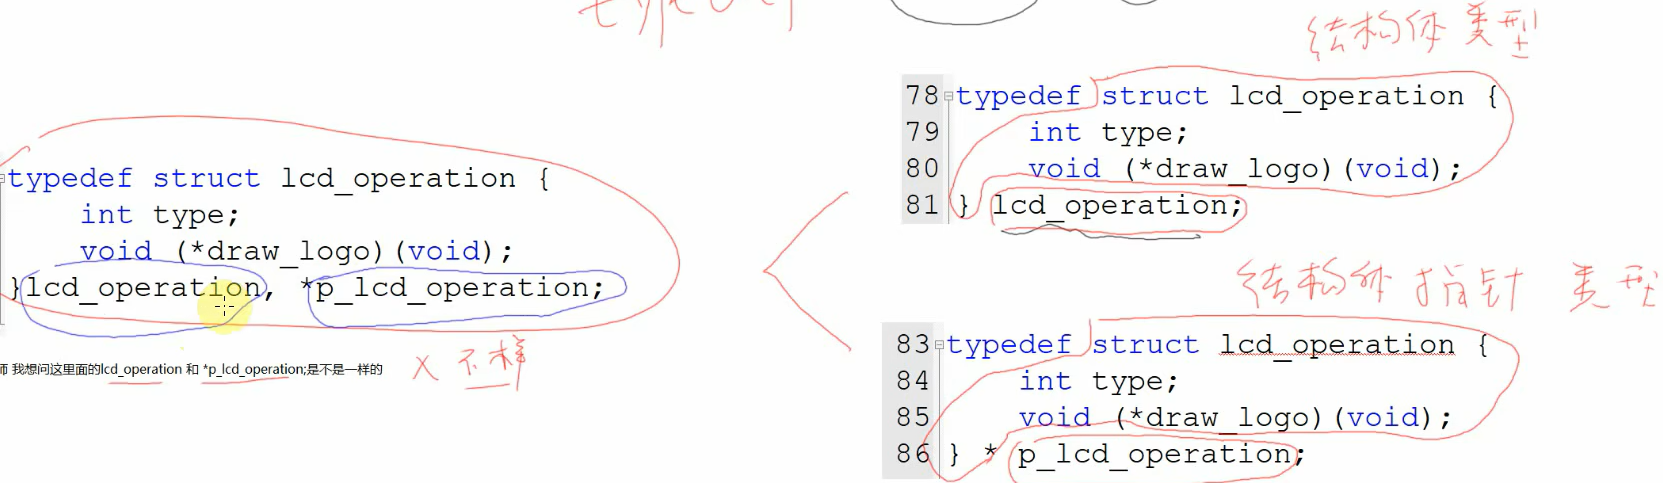 typedef struct lcd_operation {
int type;
void (*draw_logo)(void);
}lcd_operation, *p_lcd_operation;
师 我想问这里面的lcd_operation 和 *p_lcd_operation;是不是一样的
X 不一样
结构体 类型
78 typedef struct lcd_operation {
79 int type;
80 void (*draw_logo)(void);
81 } lcd_operation;
结构体 指针 类型
83 typedef struct lcd_operation {
84 int type;
85 void (*draw_logo)(void);
86 } * p_lcd_operation;